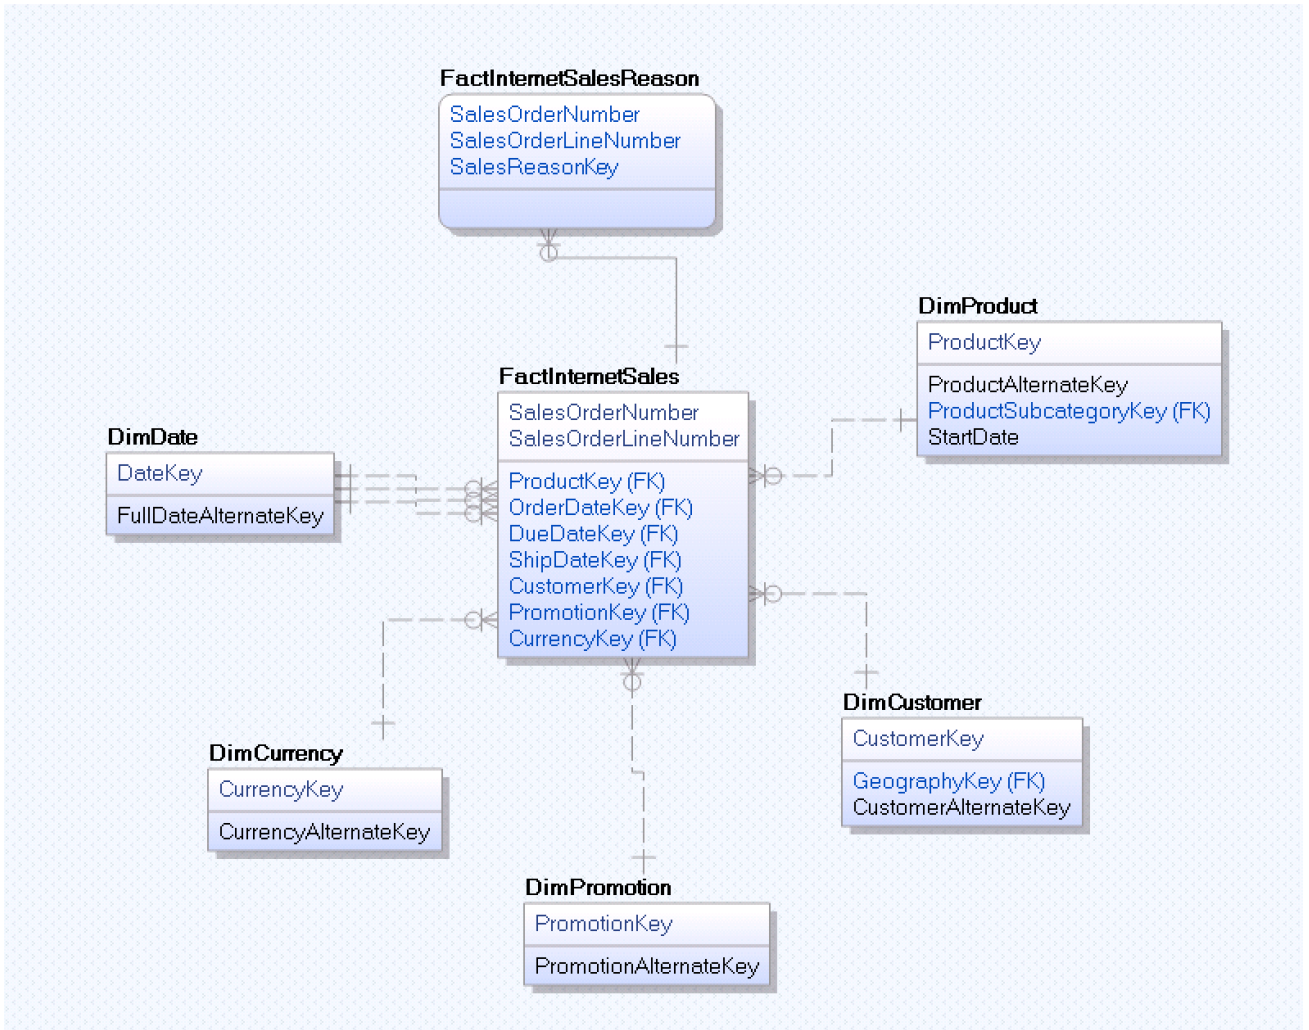 FactInternetSalesReason
SalesOrderNumber
SalesOrderLineNumber
SalesReasonKey
DimProduct
ProductKey
ProductAlternateKey
ProductSubcategoryKey (FK)
StartDate
FactInternetSales
SalesOrderNumber
SalesOrderLineNumber
ProductKey (FK)
OrderDateKey (FK)
DueDateKey (FK)
ShipDateKey (FK)
CustomerKey (FK)
PromotionKey (FK)
CurrencyKey (FK)
DimDate
DateKey
FullDateAlternateKey
DimCustomer
CustomerKey
GeographyKey (FK)
CustomerAlternateKey
DimCurrency
CurrencyKey
CurrencyAlternateKey
DimPromotion
PromotionKey
PromotionAlternateKey